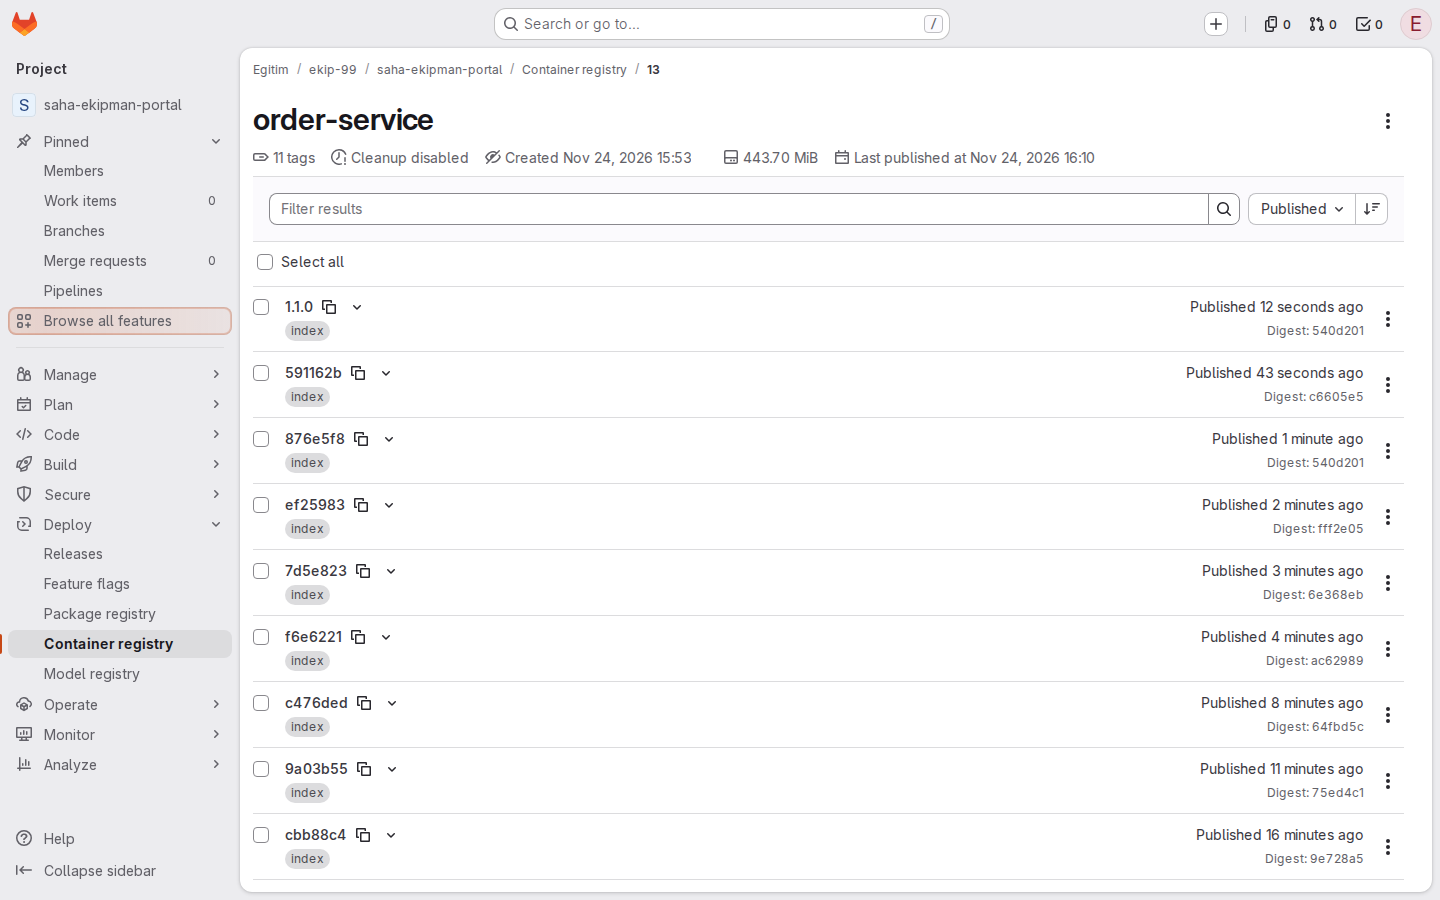 Search or go to...
/
0
0
0
E
Project
S
saha-ekipman-portal
Pinned
Members
Work items 0
Branches
Merge requests 0
Pipelines
Browse all features
Manage
Plan
Code
Build
Secure
Deploy
Releases
Feature flags
Package registry
Container registry
Model registry
Operate
Monitor
Analyze
Help
Collapse sidebar
Egitim / ekip-99 / saha-ekipman-portal / Container registry / 13
order-service
11 tags Cleanup disabled Created Nov 24, 2026 15:53 443.70 MiB Last published at Nov 24, 2026 16:10
Filter results Published
Select all
1.1.0 Published 12 seconds ago
index Digest: 540d201
591162b Published 43 seconds ago
index Digest: c6605e5
876e5f8 Published 1 minute ago
index Digest: 540d201
ef25983 Published 2 minutes ago
index Digest: fff2e05
7d5e823 Published 3 minutes ago
index Digest: 6e368eb
f6e6221 Published 4 minutes ago
index Digest: ac62989
c476ded Published 8 minutes ago
index Digest: 64fbd5c
9a03b55 Published 11 minutes ago
index Digest: 75ed4c1
cbb88c4 Published 16 minutes ago
index Digest: 9e728a5